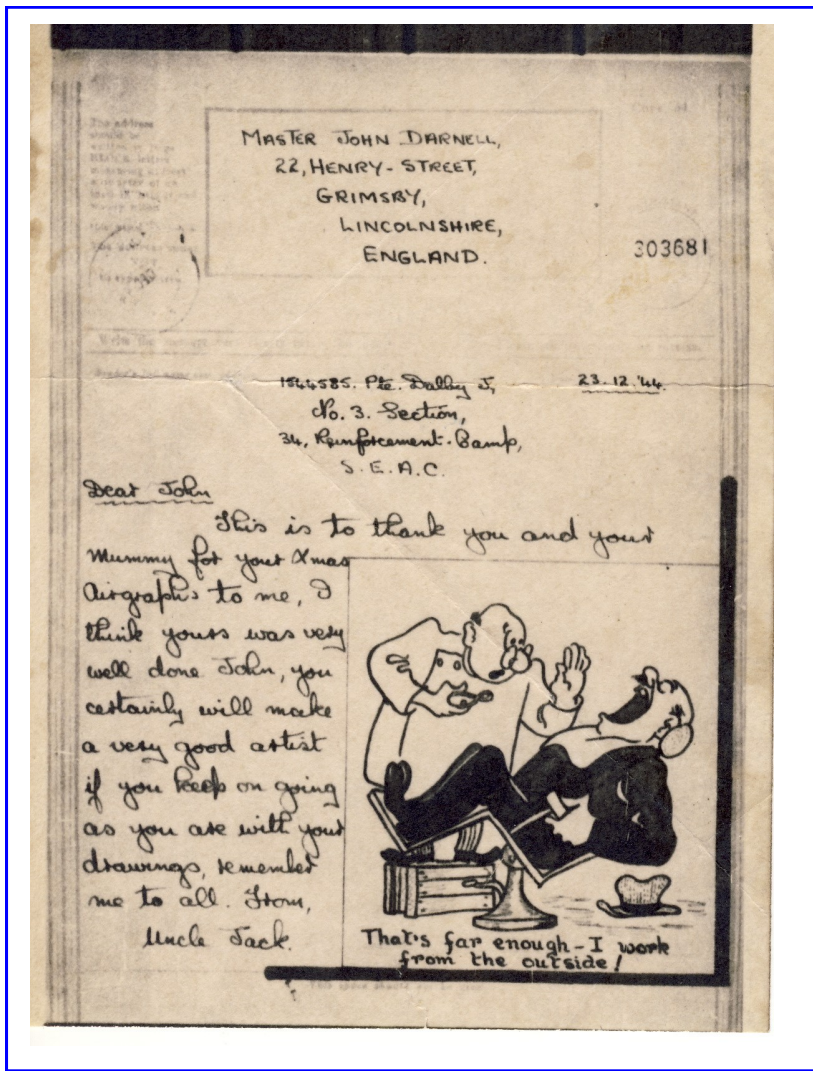 The address
MASTER JOHN DARNELL,
22, HENRY-STREET,
GRIMSBY,
LINCOLNSHIRE,
ENGLAND.
303681
1544585. Pte. Dalby J,
No. 3. Section,
34, Reinforcement-Camp,
S.E.A.C.
23.12.'44.
Dear John
This is to thank you and your
Mummy for your Xmas
Airgraphs to me, I
think yours was very
well done John, you
certainly will make
a very good artist
if you keep on going
as you are with your
drawings, remember
me to all. From,
Uncle Jack.
That's far enough - I work
from the outside!